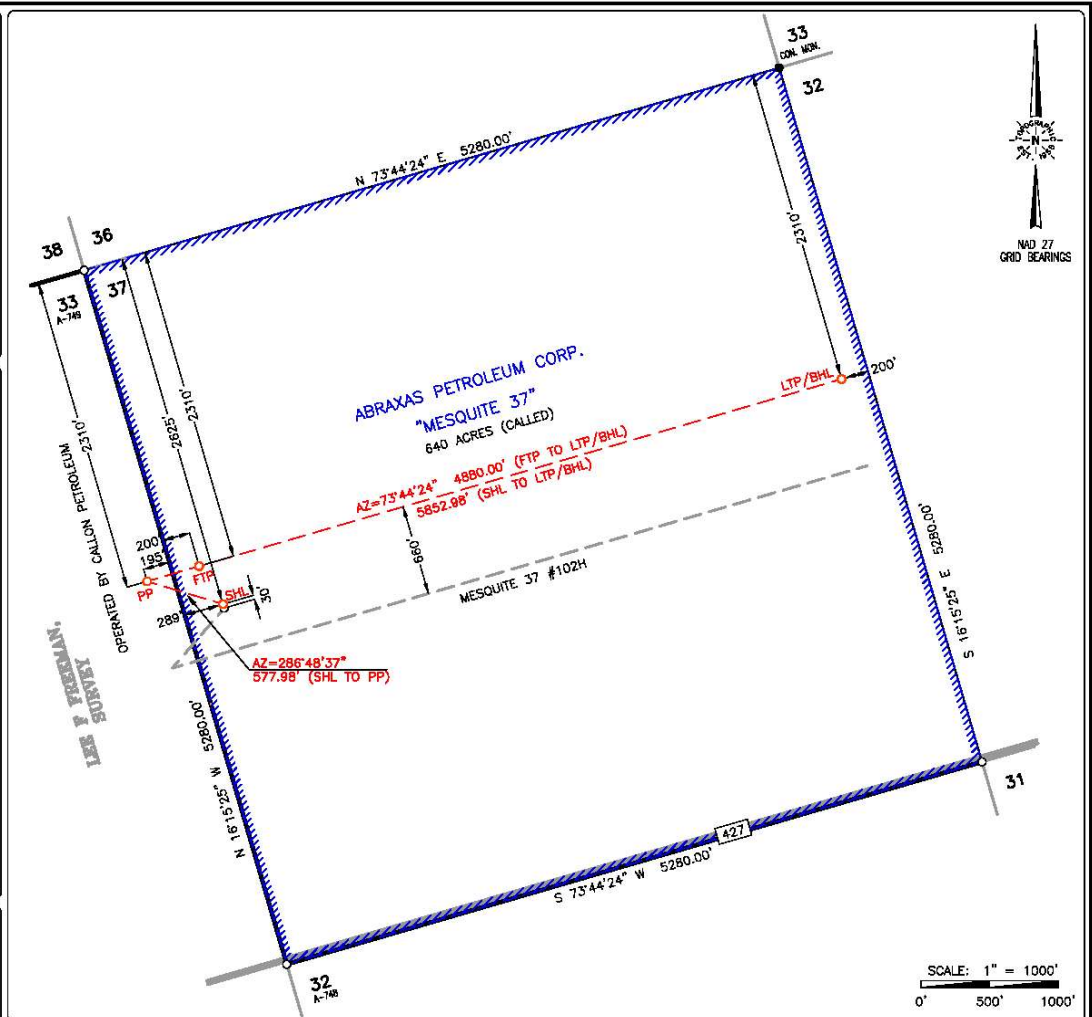 33
CON. MON.
32
TOPOGRAPHIC
N
EST. 1958
NAD 27
GRID BEARINGS
N 73°44'24" E 5280.00'
38
36
33
A-749
37
2310'
2625'
2310'
2310'
ABRAXAS PETROLEUM CORP.
"MESQUITE 37"
640 ACRES (CALLED)
LTP/BHL
200'
AZ=73°44'24" 4880.00' (FTP TO LTP/BHL)
5852.98' (SHL TO LTP/BHL)
OPERATED BY CALLON PETROLEUM
200'
195'
FTP
PP
SHL
30'
289'
660'
MESQUITE 37 #102H
AZ=286°48'37"
577.98' (SHL TO PP)
SURVEY
N 16°15'25" W 5280.00'
S 16°15'25" E 5280.00'
31
427
S 73°44'24" W 5280.00'
32
A-748
SCALE: 1" = 1000'
0' 500' 1000'